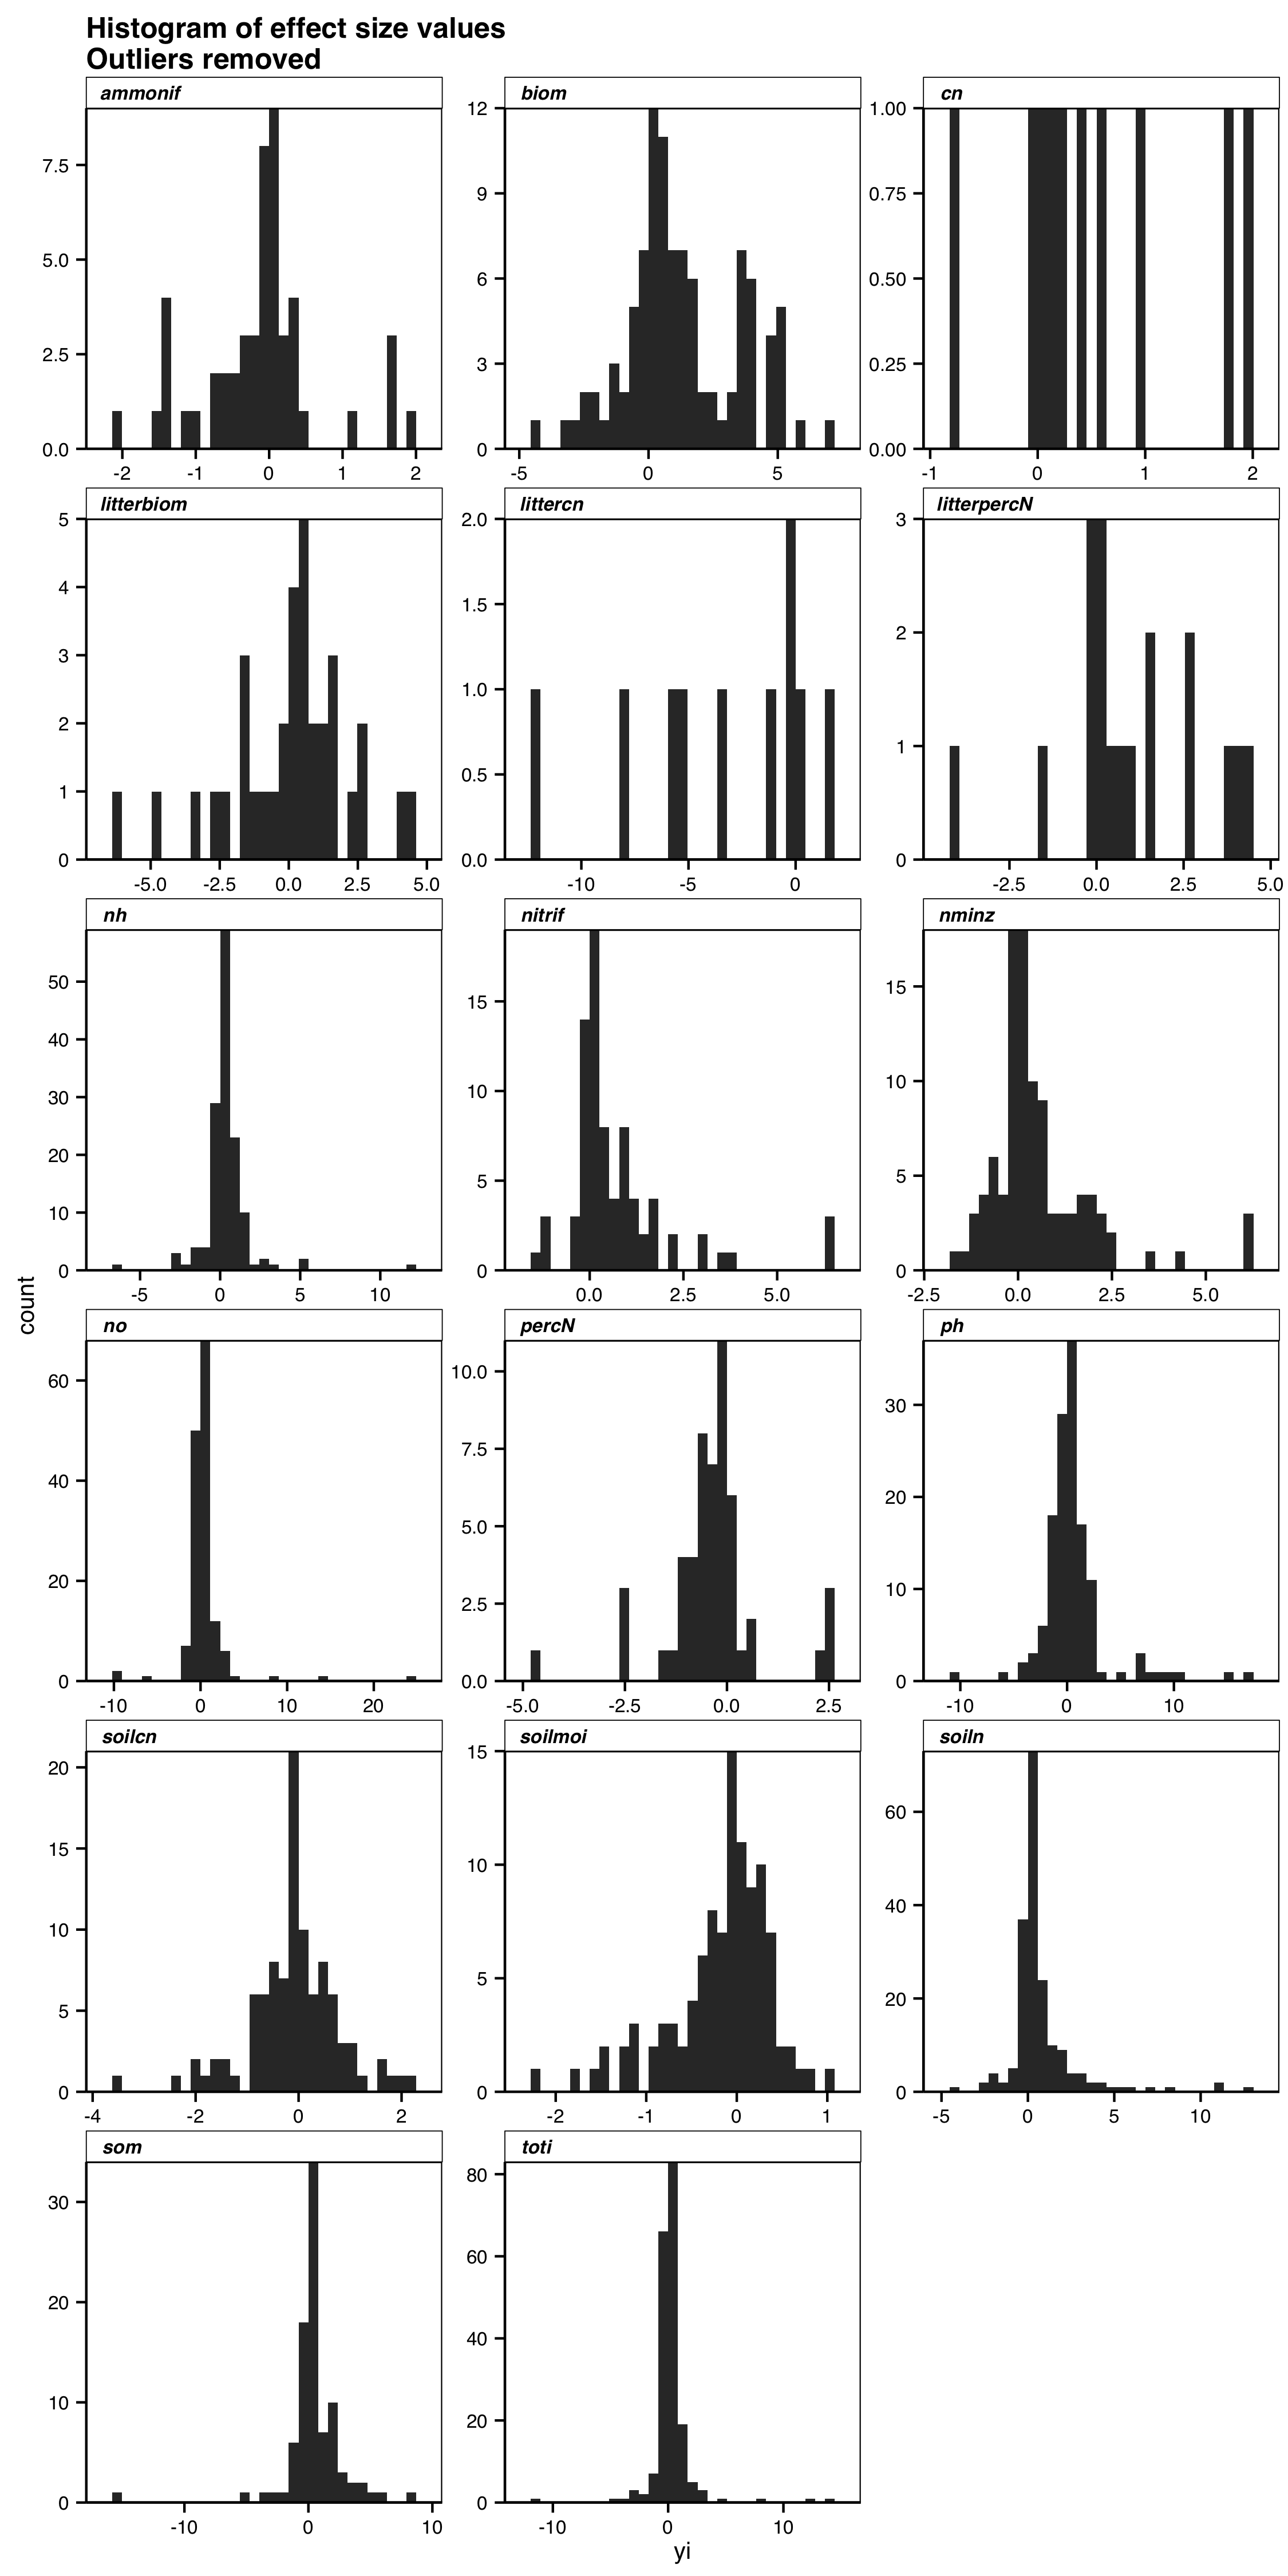 Histogram of effect size values
Outliers removed
ammonif biom cn
7.5 5.0 2.5 0.0
-2 -1 0 1 2
12 9 6 3 0
-5 0 5
1.00 0.75 0.50 0.25 0.00
-1 0 1 2
litterbiom littercn litterpercN
5 4 3 2 1 0
-5.0 -2.5 0.0 2.5 5.0
2.0 1.5 1.0 0.5 0.0
-10 -5 0
3 2 1 0
-2.5 0.0 2.5 5.0
nh nitrif nminz
50 40 30 20 10 0
-5 0 5 10
15 10 5 0
0.0 2.5 5.0
15 10 5 0
-2.5 0.0 2.5 5.0
count
no percN ph
60 40 20 0
-10 0 10 20
10.0 7.5 5.0 2.5 0.0
-5.0 -2.5 0.0 2.5
30 20 10 0
-10 0 10
soilcn soilmoi soiln
20 15 10 5 0
-4 -2 0 2
15 10 5 0
-2 -1 0 1
60 40 20 0
-5 0 5 10
som toti
30 20 10 0
-10 0 10
80 60 40 20 0
-10 0 10
yi